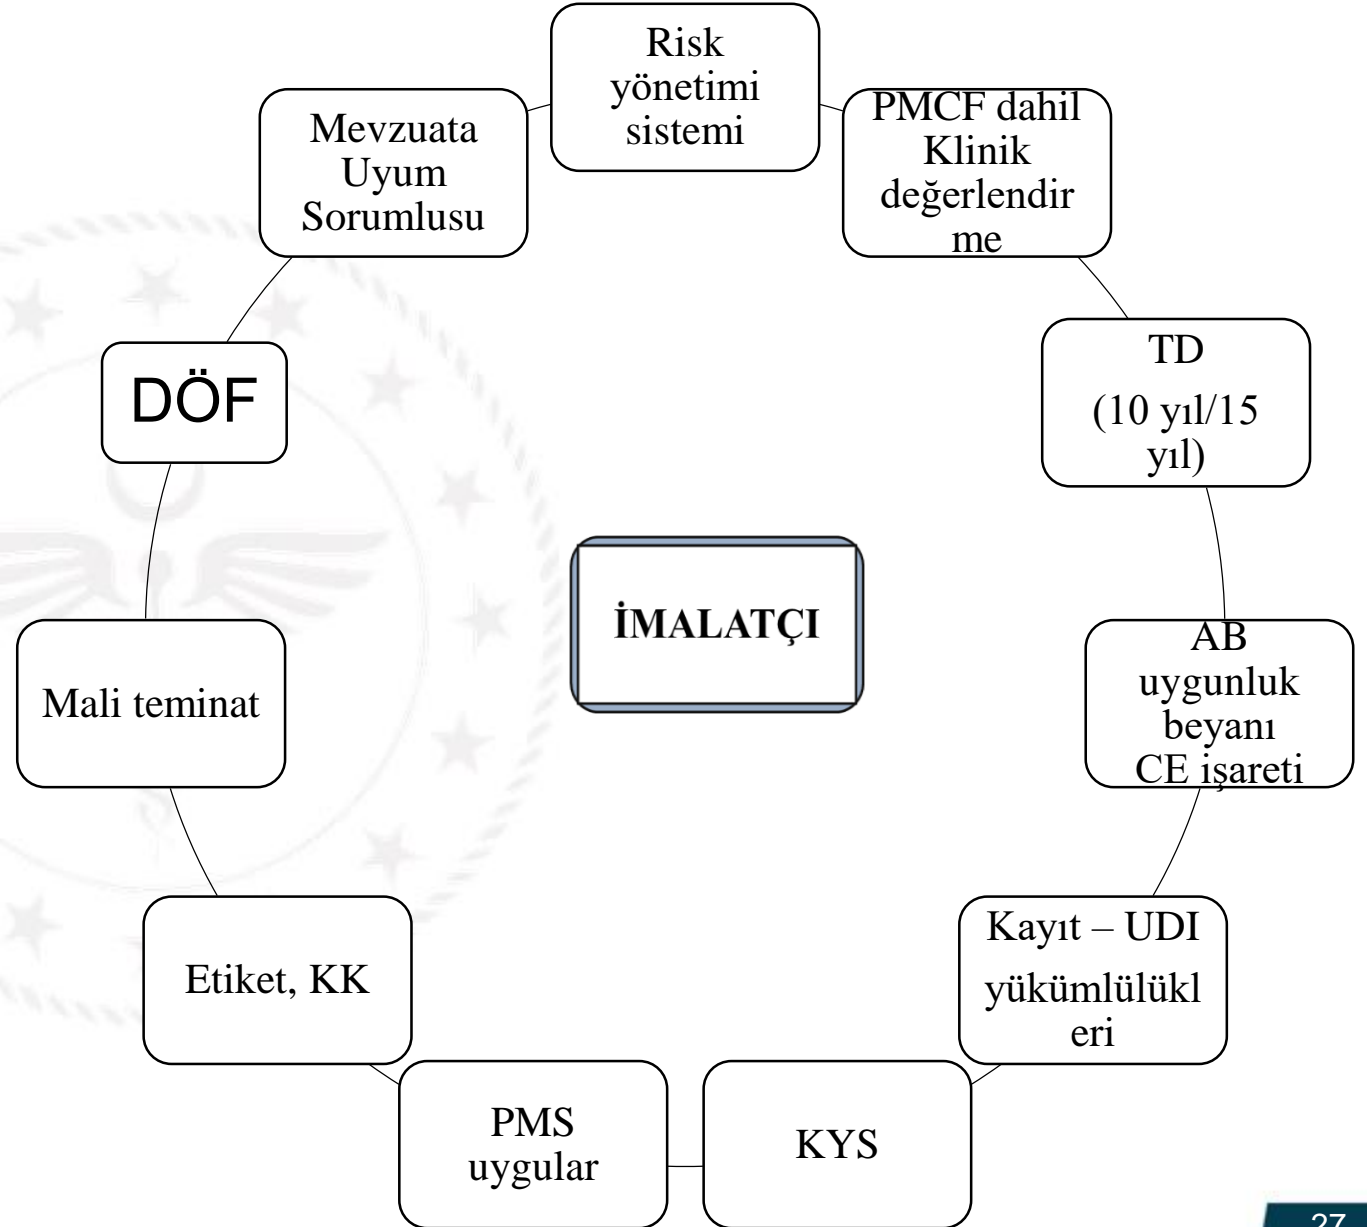 Risk
yönetimi
sistemi
PMCF dahil
Klinik
değerlendir
me
TD
(10 yıl/15
yıl)
AB
uygunluk
beyanı
CE işareti
Kayıt – UDI
yükümlülükl
eri
KYS
PMS
uygular
Etiket, KK
Mali teminat
DÖF
Mevzuata
Uyum
Sorumlusu
İMALATÇI
27